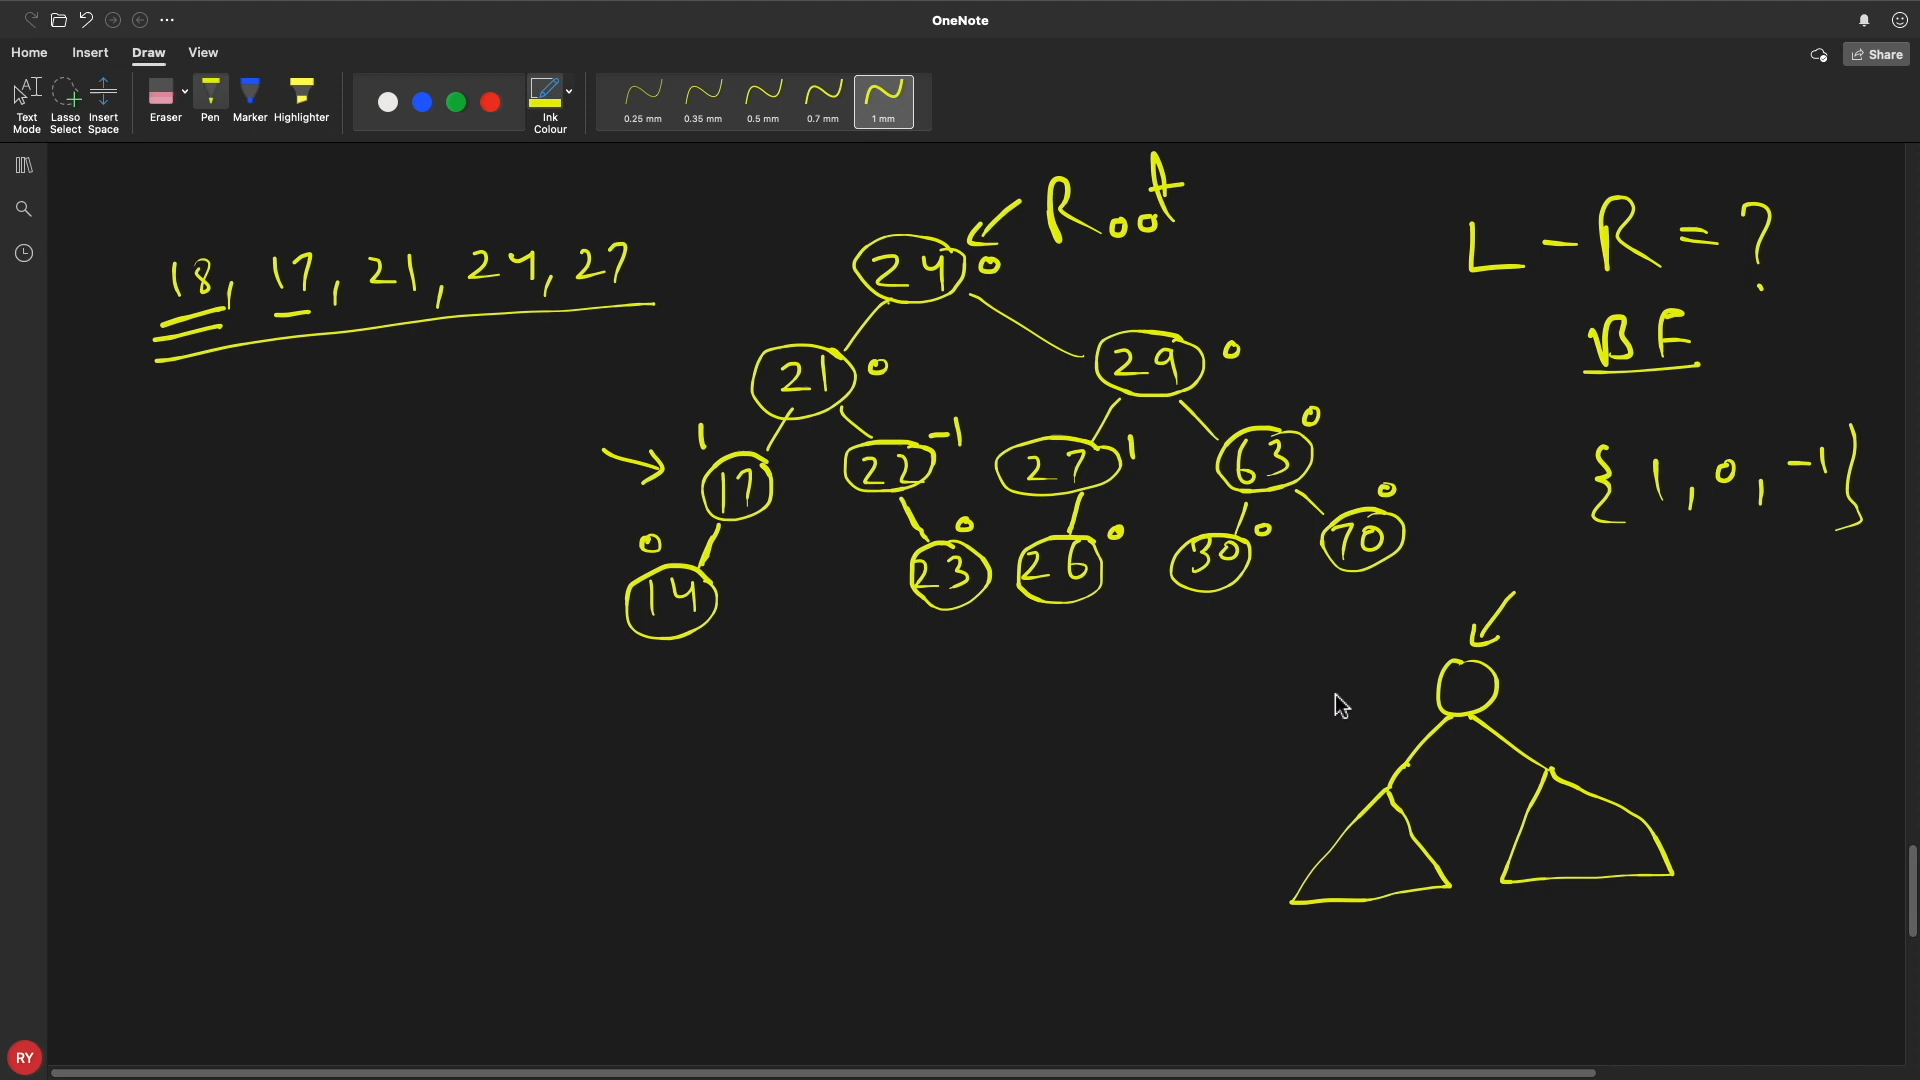 OneNote
Home Insert Draw View
Share
Text Mode
Lasso Select
Insert Space
Eraser
Pen
Marker
Highlighter
Ink Colour
0.25 mm
0.35 mm
0.5 mm
0.7 mm
1 mm
Root
18, 17, 21, 24, 27
24 0
L - R = ?
BF
21 0
29 0
1
17
22 -1
27 1
63 0
{ 1, 0, -1 }
0
14
23 0
26 0
30 0
70 0
RY